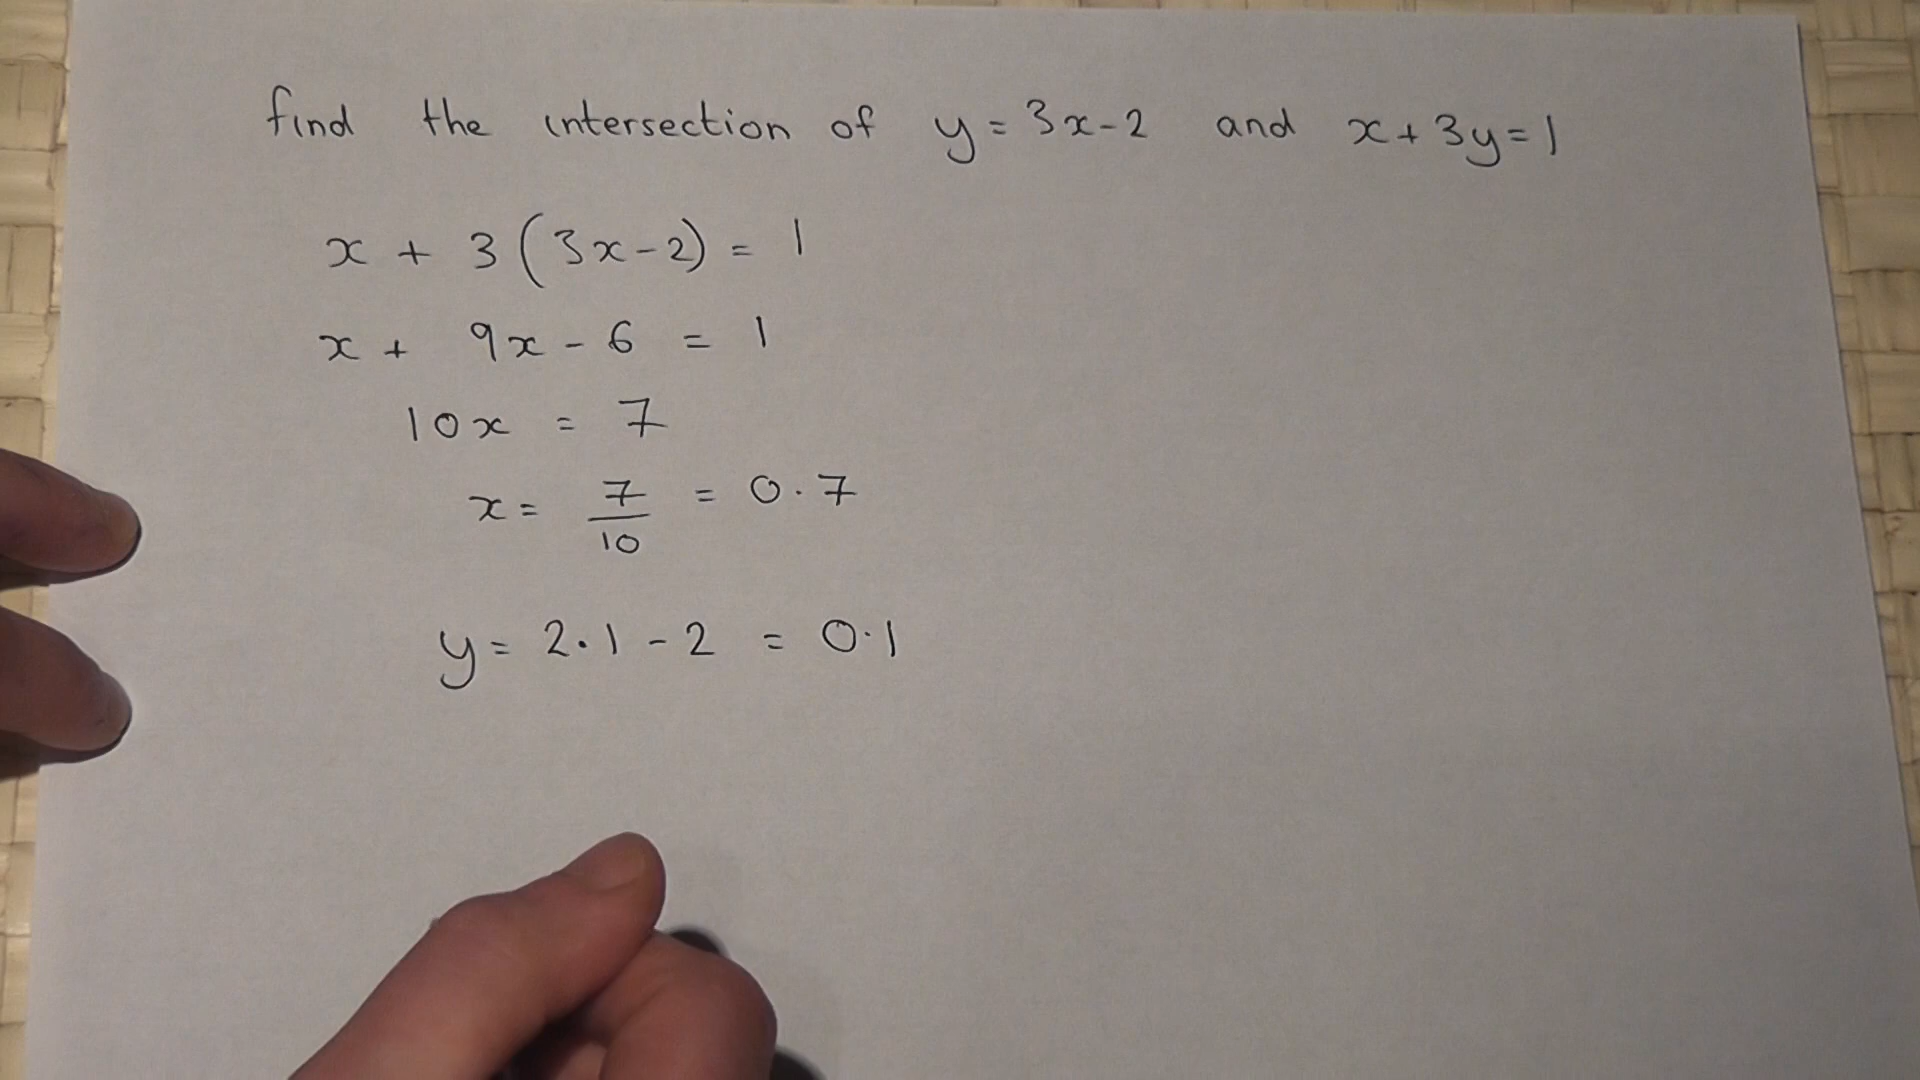 find the intersection of y = 3x - 2 and x + 3y = 1
x + 3 (3x - 2) = 1
x + 9x - 6 = 1
10x = 7
x = 7/10 = 0.7
y = 2.1 - 2 = 0.1